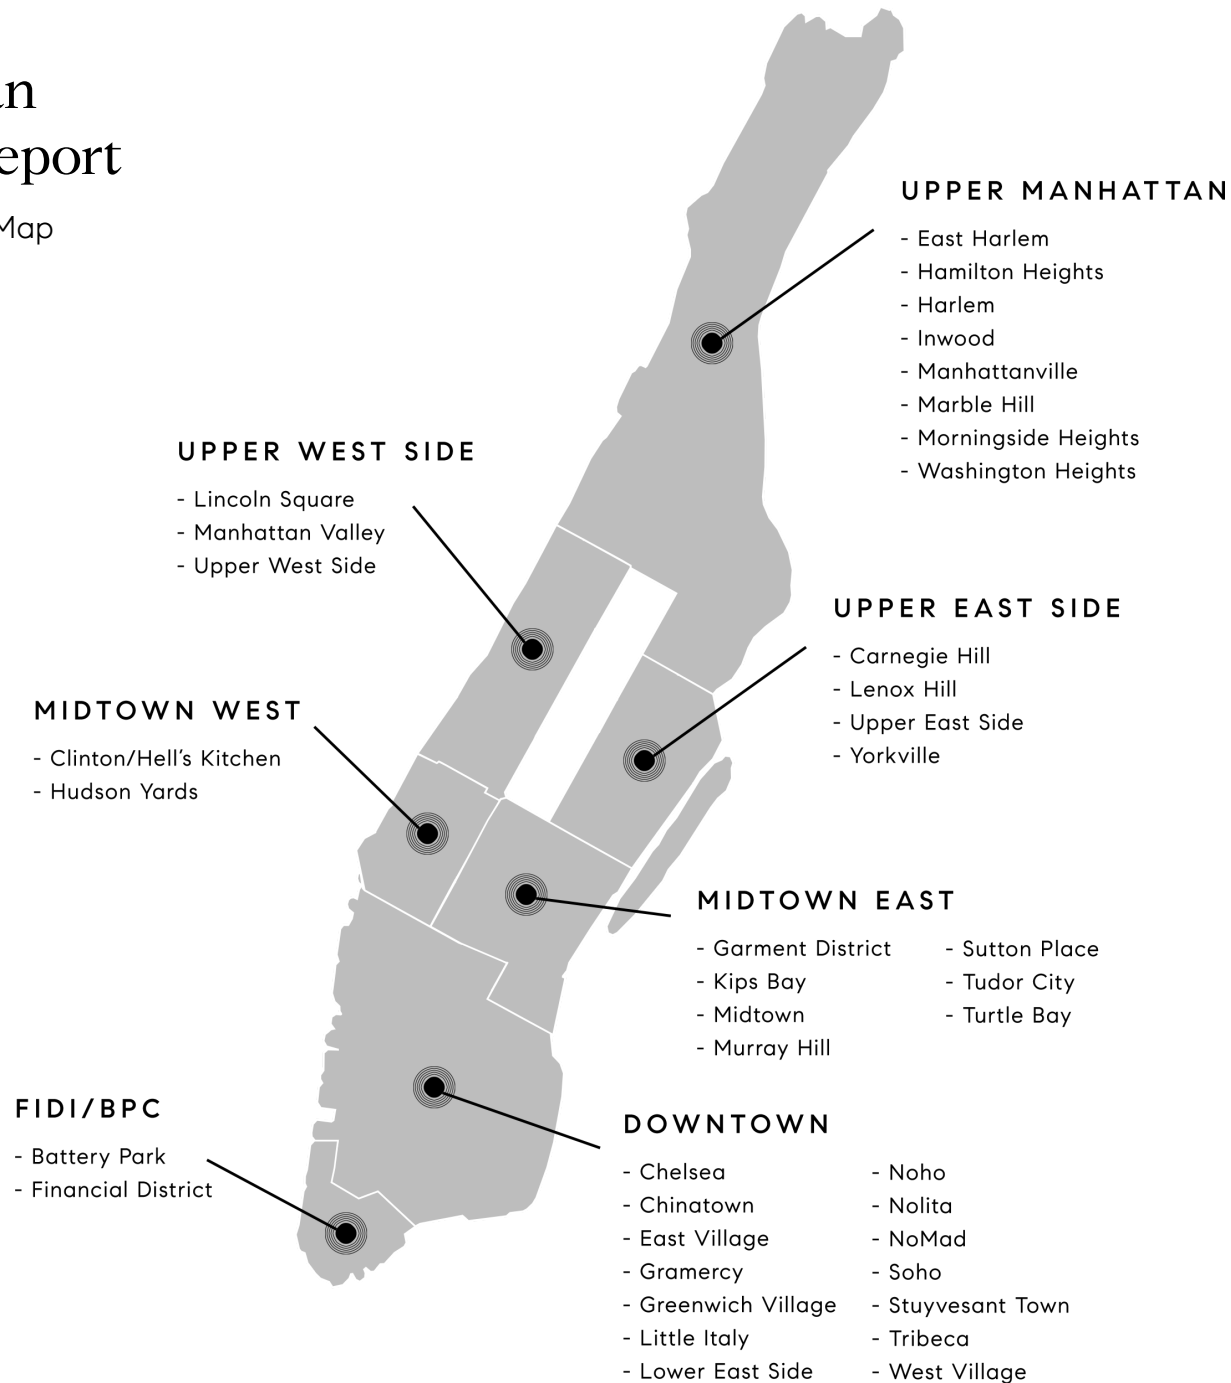 eport
Map
UPPER MANHATTAN
- East Harlem
- Hamilton Heights
- Harlem
- Inwood
- Manhattanville
- Marble Hill
- Morningside Heights
- Washington Heights
UPPER WEST SIDE
- Lincoln Square
- Manhattan Valley
- Upper West Side
UPPER EAST SIDE
- Carnegie Hill
- Lenox Hill
- Upper East Side
- Yorkville
MIDTOWN WEST
- Clinton/Hell’s Kitchen
- Hudson Yards
MIDTOWN EAST
- Garment District
- Kips Bay
- Midtown
- Murray Hill
- Sutton Place
- Tudor City
- Turtle Bay
FIDI/BPC
- Battery Park
- Financial District
DOWNTOWN
- Chelsea
- Chinatown
- East Village
- Gramercy
- Greenwich Village
- Little Italy
- Lower East Side
- Noho
- Nolita
- NoMad
- Soho
- Stuyvesant Town
- Tribeca
- West Village